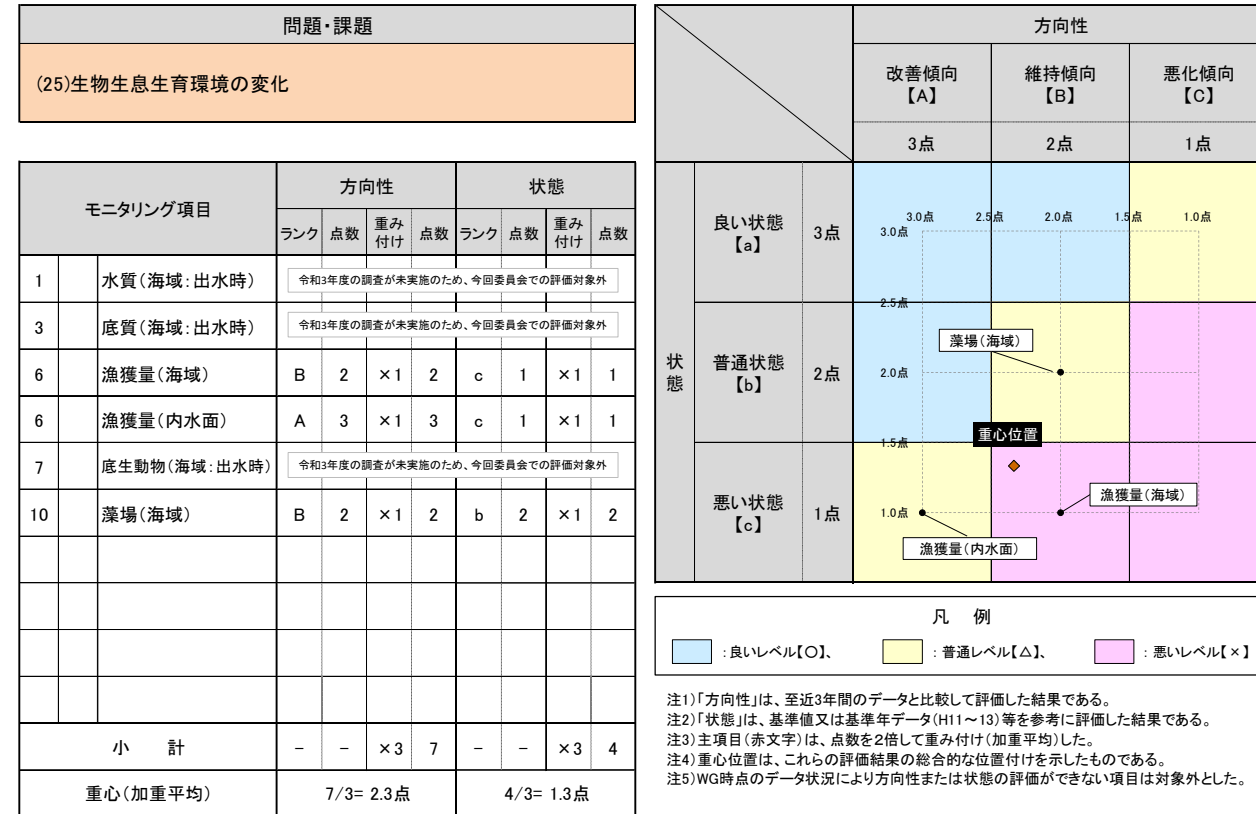 問題・課題
(25)生物生息生育環境の変化
モニタリング項目 方向性 状態
ランク 点数 重み付け 点数 ランク 点数 重み付け 点数
1 水質(海域:出水時) 令和3年度の調査が未実施のため、今回委員会での評価対象外
3 底質(海域:出水時) 令和3年度の調査が未実施のため、今回委員会での評価対象外
6 漁獲量(海域) B 2 ×1 2 c 1 ×1 1
6 漁獲量(内水面) A 3 ×1 3 c 1 ×1 1
7 底生動物(海域:出水時) 令和3年度の調査が未実施のため、今回委員会での評価対象外
10 藻場(海域) B 2 ×1 2 b 2 ×1 2
小 計 - - ×3 7 - - ×3 4
重心(加重平均) 7/3= 2.3点 4/3= 1.3点
方向性
改善傾向【A】 維持傾向【B】 悪化傾向【C】
3点 2点 1点
状態
良い状態【a】 3点
普通状態【b】 2点
悪い状態【c】 1点
3.0点 2.5点 2.0点 1.5点 1.0点
3.0点
2.5点
藻場(海域)
2.0点
重心位置
1.5点
漁獲量(海域)
1.0点
漁獲量(内水面)
凡 例
:良いレベル【○】、 :普通レベル【△】、 :悪いレベル【×】
注1)「方向性」は、至近3年間のデータと比較して評価した結果である。
注2)「状態」は、基準値又は基準年データ(H11～13)等を参考に評価した結果である。
注3)主項目(赤文字)は、点数を2倍して重み付け(加重平均)した。
注4)重心位置は、これらの評価結果の総合的な位置付けを示したものである。
注5)WG時点のデータ状況により方向性または状態の評価ができない項目は対象外とした。